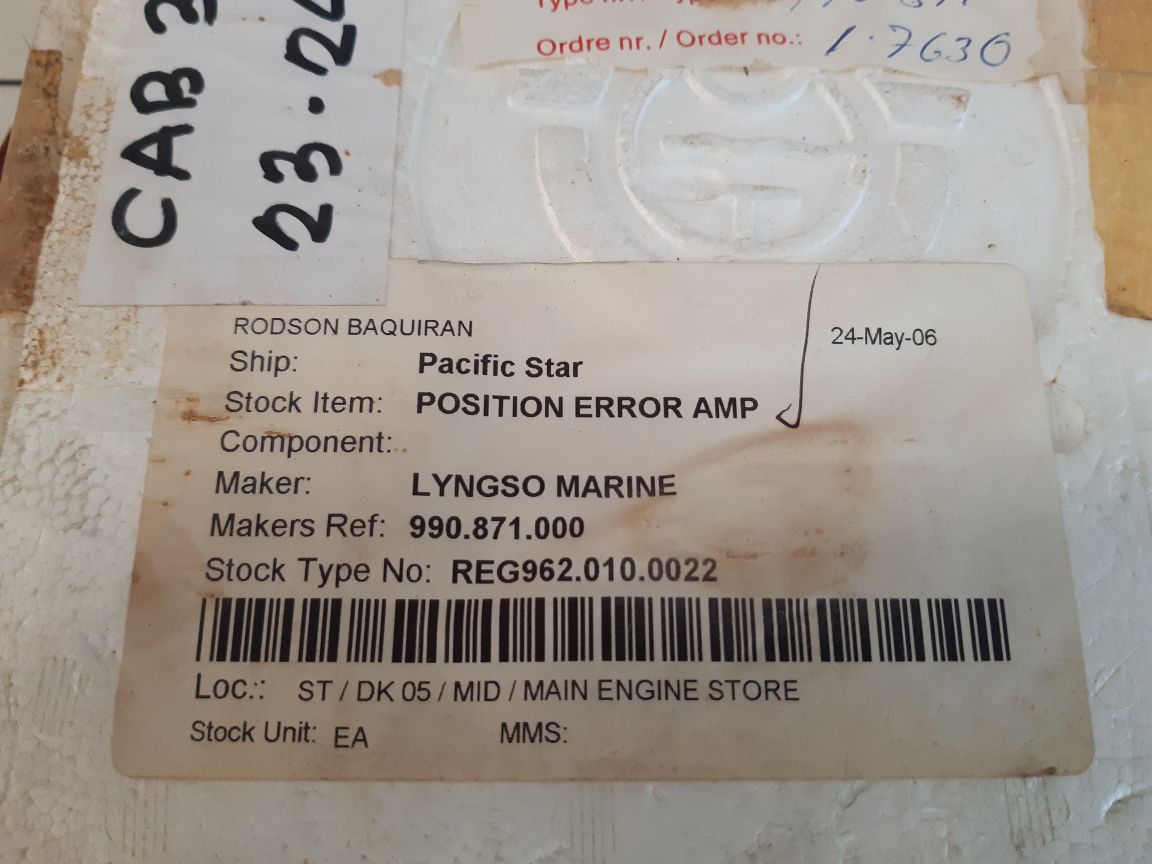 CAB 3
23.24
Ordre nr. / Order no.: 1.7630
RODSON BAQUIRAN
24-May-06
Ship: Pacific Star
Stock Item: POSITION ERROR AMP
Component:
Maker: LYNGSO MARINE
Makers Ref: 990.871.000
Stock Type No: REG962.010.0022
Loc.: ST / DK 05 / MID / MAIN ENGINE STORE
Stock Unit: EA MMS: